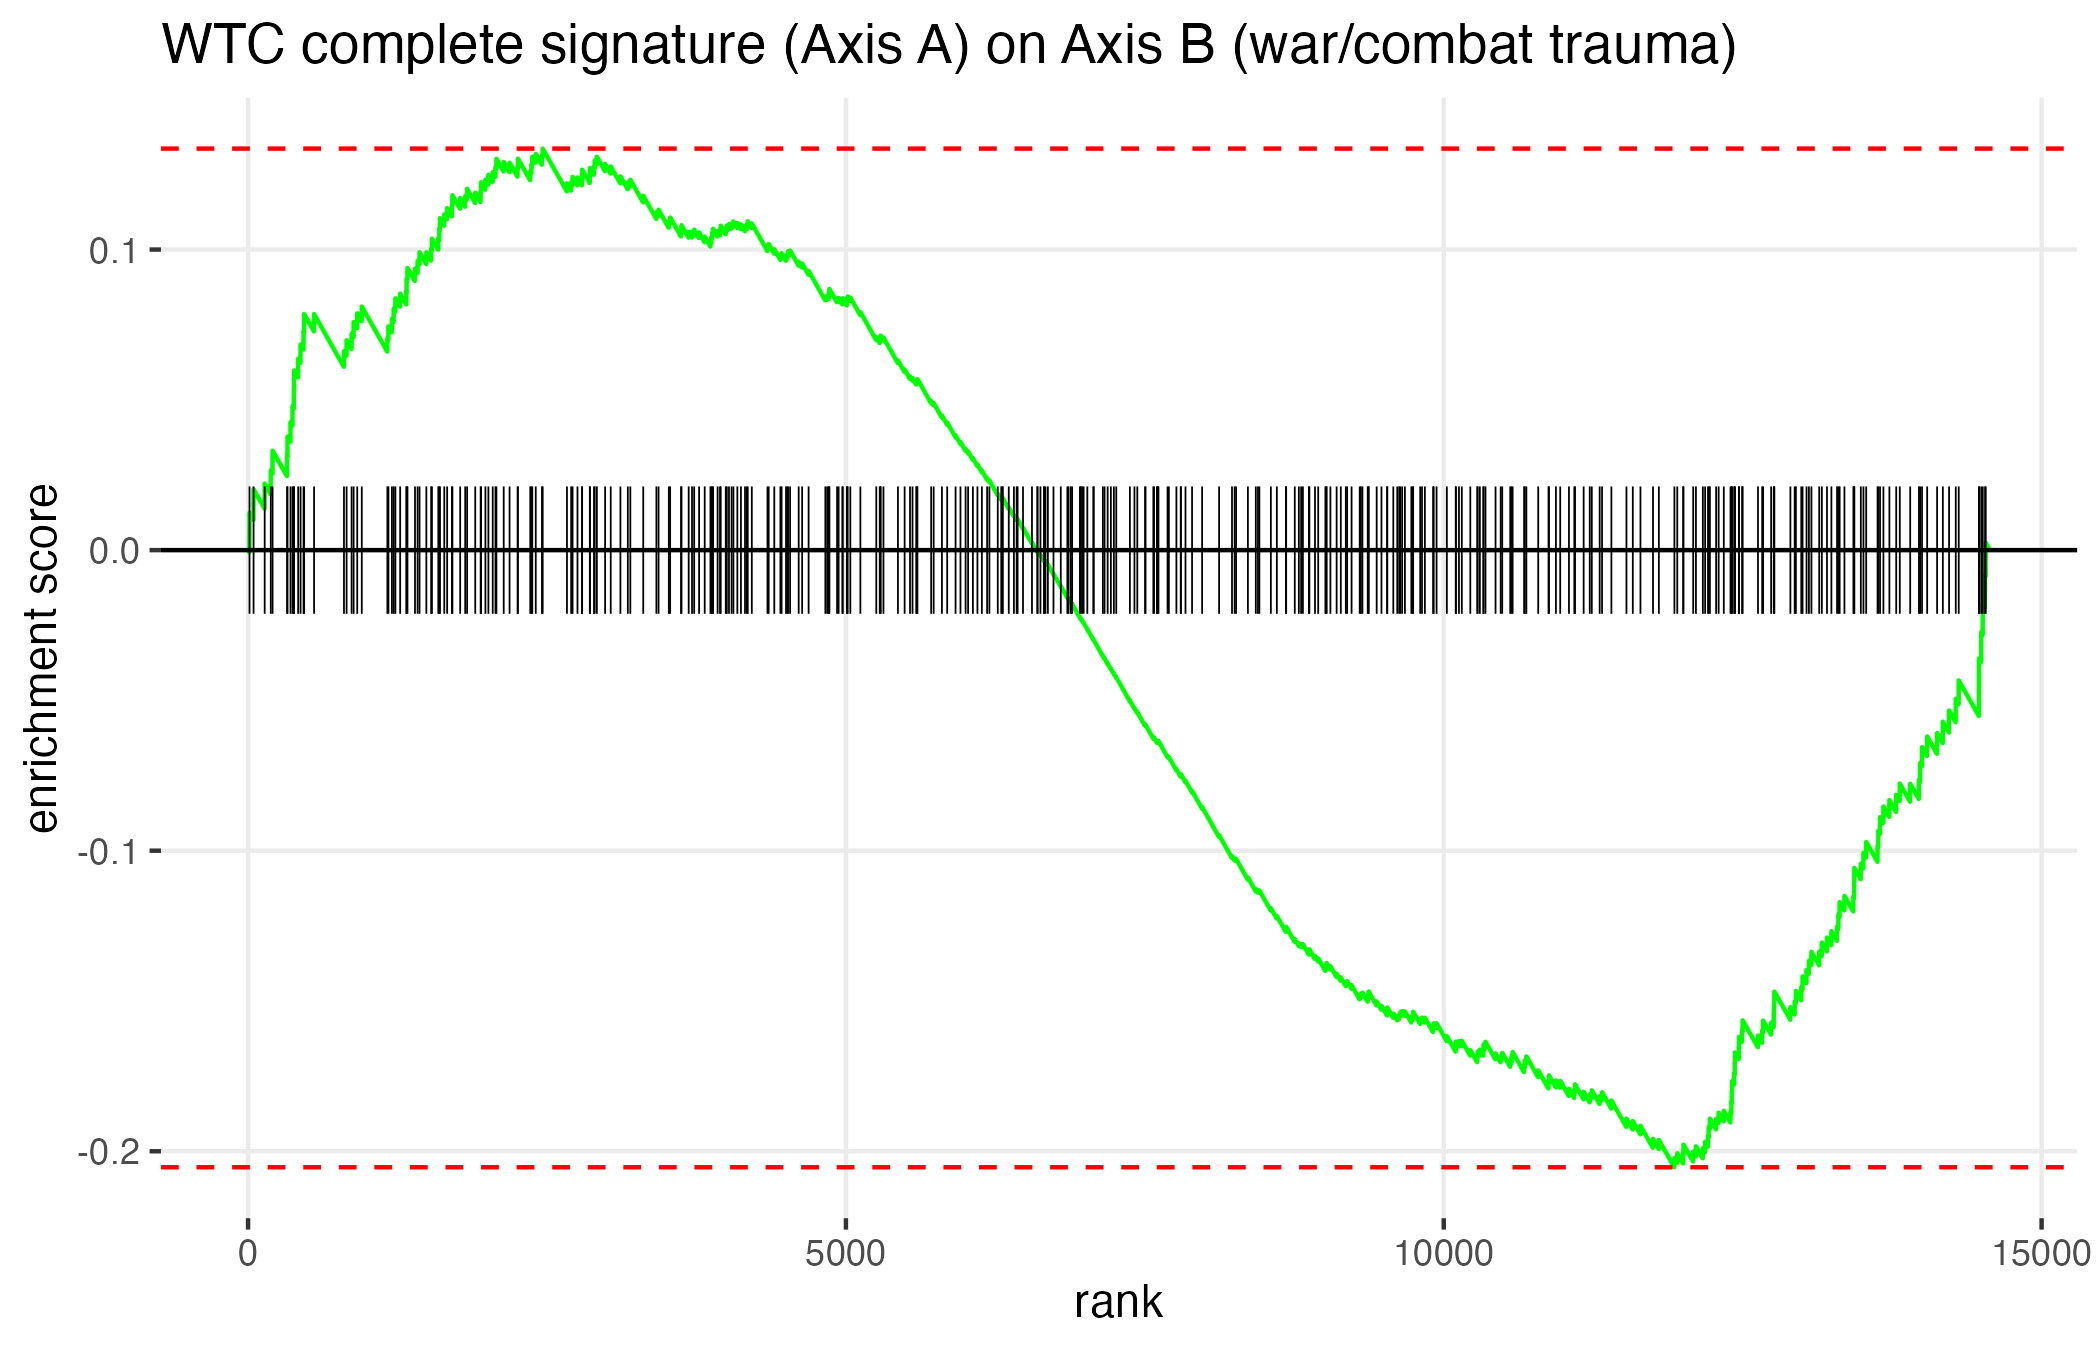 WTC complete signature (Axis A) on Axis B (war/combat trauma)
enrichment score
0.1
0.0
-0.1
-0.2
0 5000 10000 15000
rank